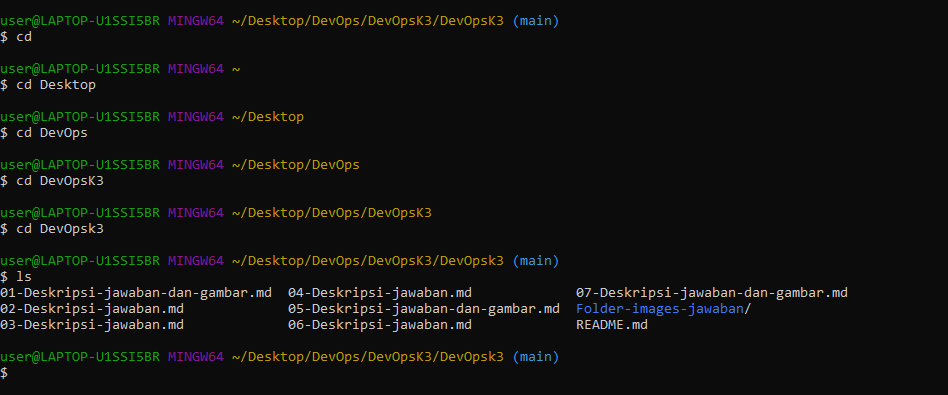 user@LAPTOP-U1SSI5BR MINGW64 ~/Desktop/DevOps/DevOpsK3/DevOpsK3 (main)
$ cd
user@LAPTOP-U1SSI5BR MINGW64 ~
$ cd Desktop
user@LAPTOP-U1SSI5BR MINGW64 ~/Desktop
$ cd DevOps
user@LAPTOP-U1SSI5BR MINGW64 ~/Desktop/DevOps
$ cd DevOpsK3
user@LAPTOP-U1SSI5BR MINGW64 ~/Desktop/DevOps/DevOpsK3
$ cd DevOpsk3
user@LAPTOP-U1SSI5BR MINGW64 ~/Desktop/DevOps/DevOpsK3/DevOpsk3 (main)
$ ls
01-Deskripsi-jawaban-dan-gambar.md  04-Deskripsi-jawaban.md             07-Deskripsi-jawaban-dan-gambar.md
02-Deskripsi-jawaban.md             05-Deskripsi-jawaban-dan-gambar.md  Folder-images-jawaban/
03-Deskripsi-jawaban.md             06-Deskripsi-jawaban.md             README.md
user@LAPTOP-U1SSI5BR MINGW64 ~/Desktop/DevOps/DevOpsK3/DevOpsk3 (main)
$